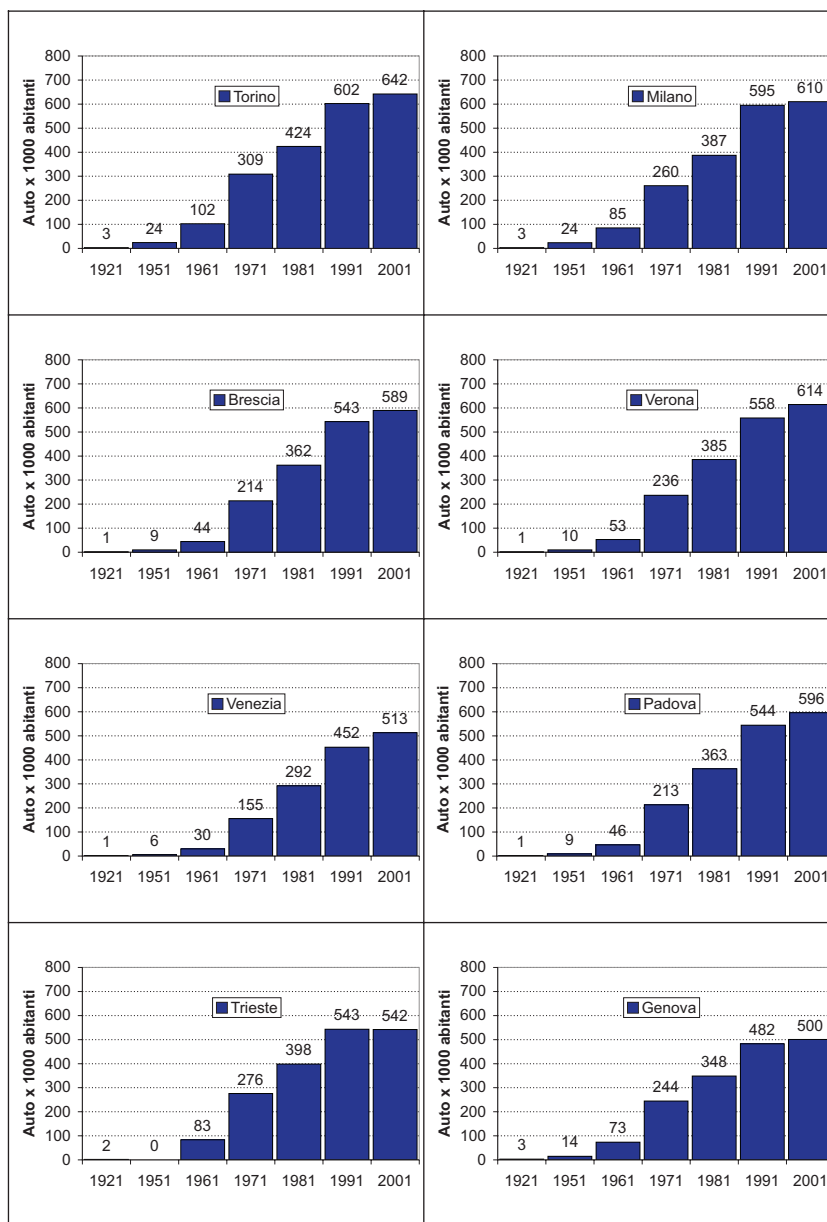 Auto x 1000 abitanti
800
700
600
500
400
300
200
100
0
Torino
3 24 102 309 424 602 642
1921 1951 1961 1971 1981 1991 2001
Auto x 1000 abitanti
800
700
600
500
400
300
200
100
0
Milano
3 24 85 260 387 595 610
1921 1951 1961 1971 1981 1991 2001
Auto x 1000 abitanti
800
700
600
500
400
300
200
100
0
Brescia
1 9 44 214 362 543 589
1921 1951 1961 1971 1981 1991 2001
Auto x 1000 abitanti
800
700
600
500
400
300
200
100
0
Verona
1 10 53 236 385 558 614
1921 1951 1961 1971 1981 1991 2001
Auto x 1000 abitanti
800
700
600
500
400
300
200
100
0
Venezia
1 6 30 155 292 452 513
1921 1951 1961 1971 1981 1991 2001
Auto x 1000 abitanti
800
700
600
500
400
300
200
100
0
Padova
1 9 46 213 363 544 596
1921 1951 1961 1971 1981 1991 2001
Auto x 1000 abitanti
800
700
600
500
400
300
200
100
0
Trieste
2 0 83 276 398 543 542
1921 1951 1961 1971 1981 1991 2001
Auto x 1000 abitanti
800
700
600
500
400
300
200
100
0
Genova
3 14 73 244 348 482 500
1921 1951 1961 1971 1981 1991 2001